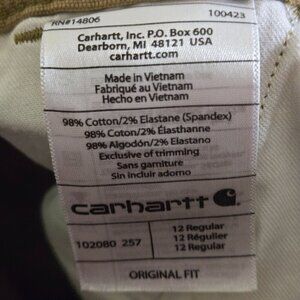 RN#14806 100423
Carhartt, Inc. P.O. Box 600
Dearborn, MI 48121 USA
carhartt.com
Made in Vietnam
Fabriqué au Vietnam
Hecho en Vietnam
98% Cotton/2% Elastane (Spandex)
98% Coton/2% Élasthanne
98% Algodón/2% Elastano
Exclusive of trimming
Sans garniture
Sin incluir adorno
carhartt
102080 257
12 Regular
12 Régulier
12 Regular
ORIGINAL FIT